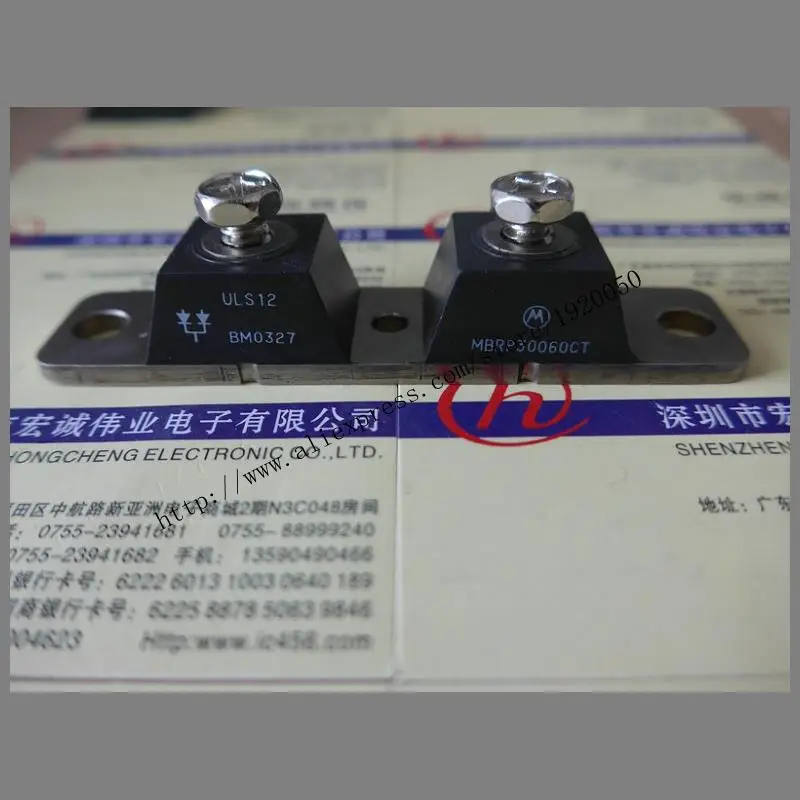 ULS12
BM0327
M
MBRP30060CT
http://www.aliexpress.com/store/1920050
宏诚伟业电子有限公司
HONGCHENG ELECTRONIC CO.,LTD.
田区中航路新亚洲电 商城2期N3C048房间
0755-23941681 0755-88999240
0755-23941682 手机: 13590490466
银行卡号: 6222 6013 1003 0640 189
商银行卡号: 6225 8878 5063 9846
004623 Http:www.ic456.com
h
深圳市宏
SHENZHEN
地址: 广东